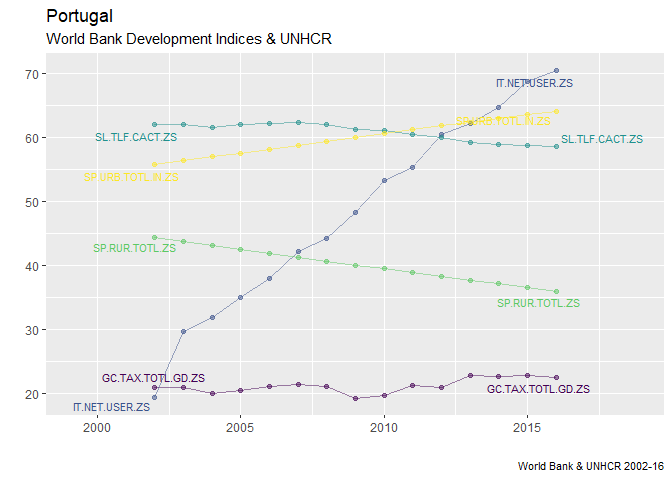 Portugal
World Bank Development Indices & UNHCR
70
IT.NET.USER.ZS
SP.URB.TOTL.IN.ZS
SL.TLF.CACT.ZS
SL.TLF.CACT.ZS
60
SP.URB.TOTL.IN.ZS
50
SP.RUR.TOTL.ZS
40
SP.RUR.TOTL.ZS
30
GC.TAX.TOTL.GD.ZS
GC.TAX.TOTL.GD.ZS
20
IT.NET.USER.ZS
2000 2005 2010 2015
World Bank & UNHCR 2002-16